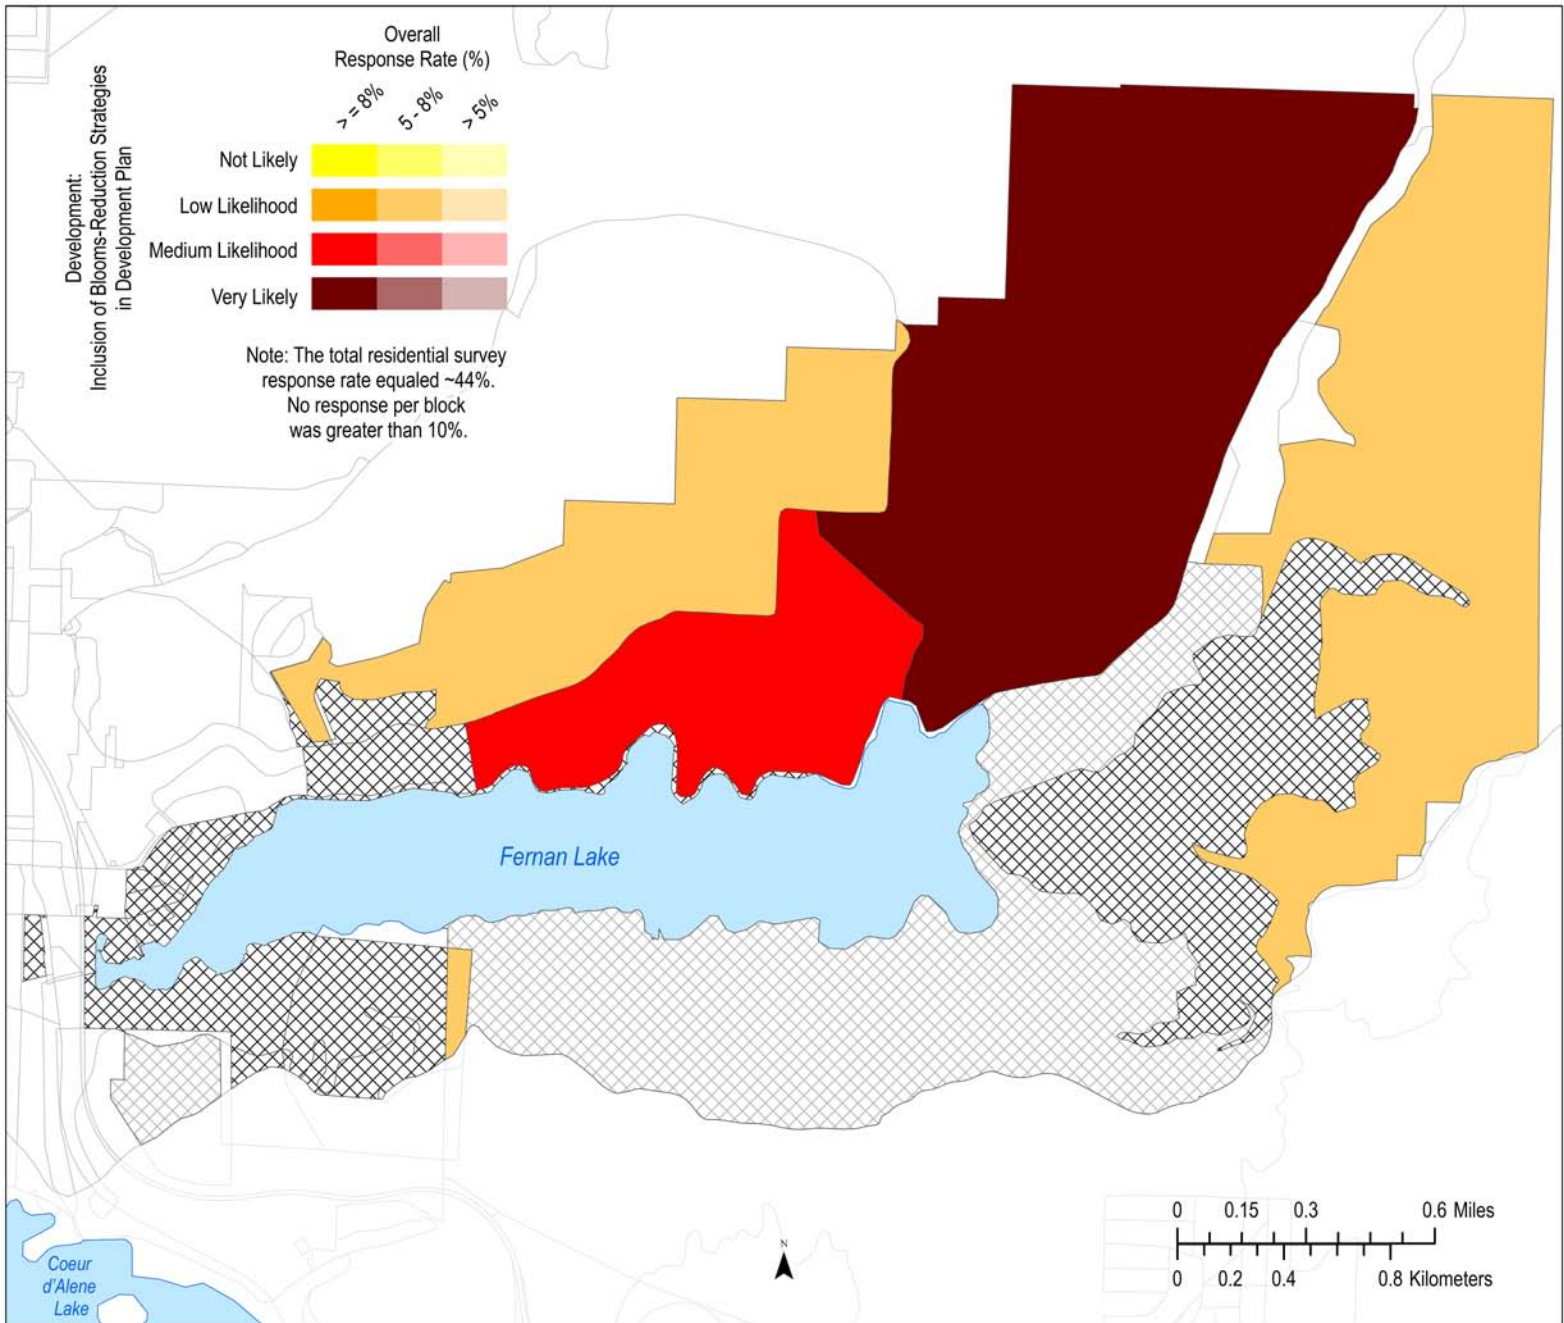 Overall
Response Rate (%)
> = 8%
5 - 8%
> 5%
Development:
Inclusion of Blooms-Reduction Strategies
in Development Plan
Not Likely
Low Likelihood
Medium Likelihood
Very Likely
Note: The total residential survey
response rate equaled ~44%.
No response per block
was greater than 10%.
Fernan Lake
Coeur
d'Alene
Lake
N
0 0.15 0.3 0.6 Miles
0 0.2 0.4 0.8 Kilometers